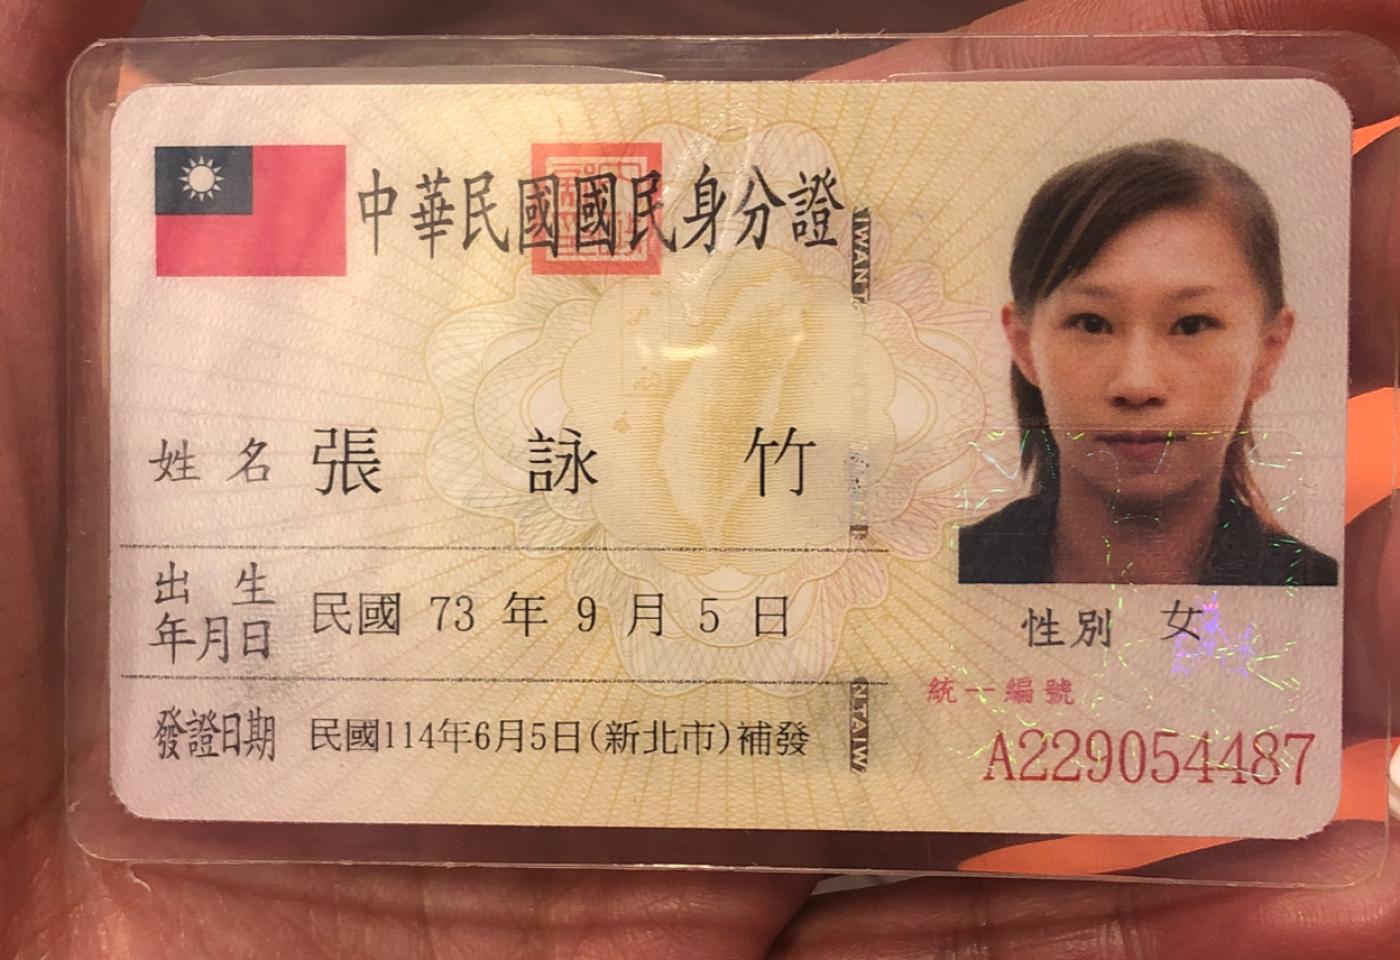 中華民國國民身分證
姓名 張 詠 竹
出生年月日 民國 73 年 9 月 5 日
發證日期 民國114年6月5日(新北市)補發
性別 女
統一編號
A229054487